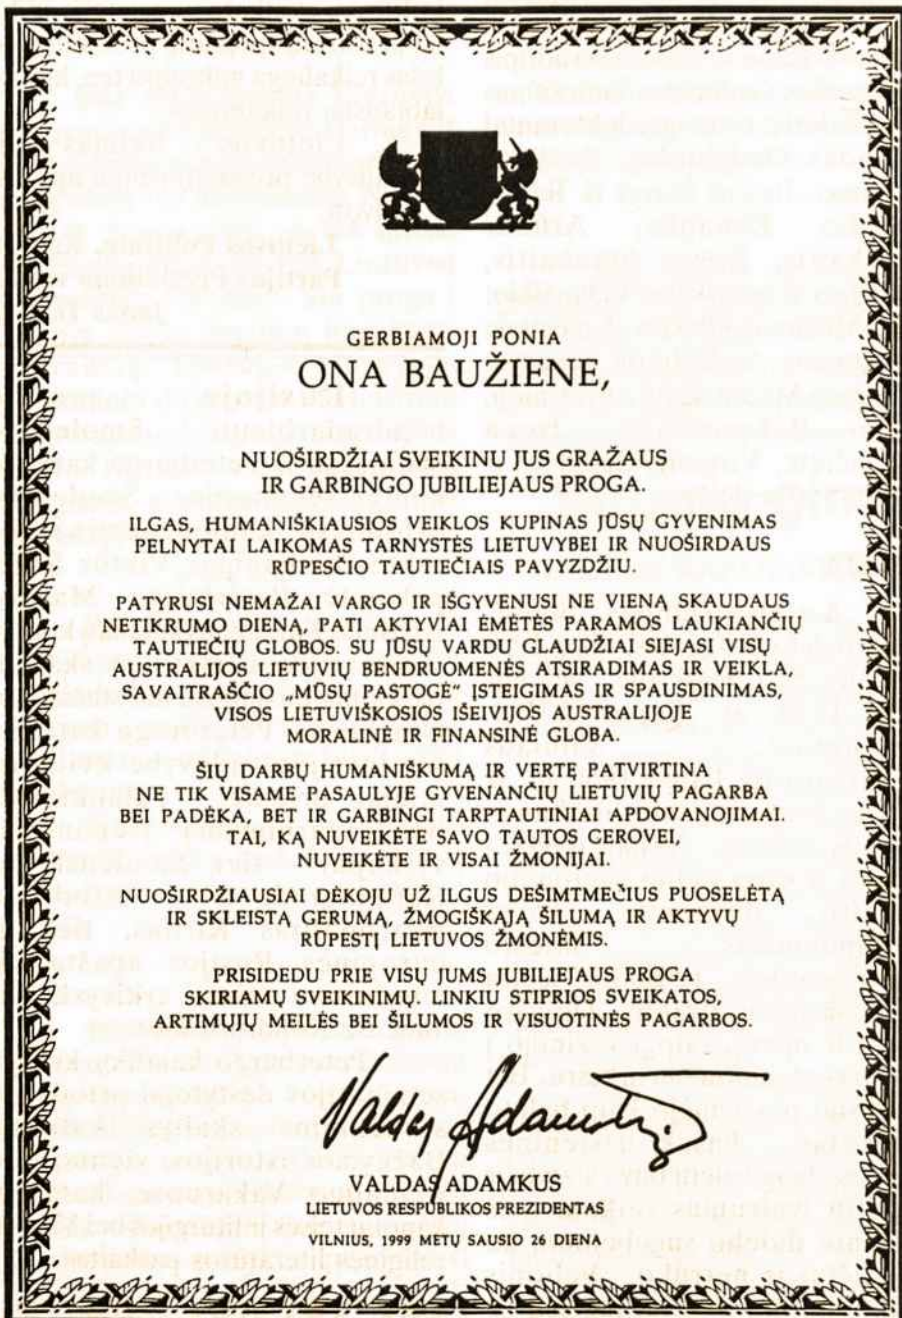 GERBIAMOJI PONIA
ONA BAUŽIENE,
NUOŠIRDŽIAI SVEIKINU JUS GRAŽAUS
IR GARBINGO JUBILIEJAUS PROGA.
ILGAS, HUMANIŠKIAUSIOS VEIKLOS KUPINAS JŪSŲ GYVENIMAS
PELNYTAI LAIKOMAS TARNYSTĖS LIETUVYBEI IR NUOŠIRDAUS
RŪPESČIO TAUTIEČIAIS PAVYZDŽIU.
PATYRUSI NEMAŽAI VARGO IR IŠGYVENUSI NE VIENĄ SKAUDAUS
NETIKRUMO DIENĄ, PATI AKTYVIAI ĖMĖTĖS PARAMOS LAUKIANČIŲ
TAUTIEČIŲ GLOBOS. SU JŪSŲ VARDU GLAUDŽIAI SIEJASI VISŲ
AUSTRALIJOS LIETUVIŲ BENDRUOMENĖS ATSIRADIMAS IR VEIKLA,
SAVAITRAŠČIO „MŪSŲ PASTOGĖ“ ĮSTEIGIMAS IR SPAUSDINIMAS,
VISOS LIETUVIŠKOSIOS IŠEIVIJOS AUSTRALIJOJE
MORALINĖ IR FINANSINĖ GLOBA.
ŠIŲ DARBŲ HUMANIŠKUMĄ IR VERTĘ PATVIRTINA
NE TIK VISAME PASAULYJE GYVENANČIŲ LIETUVIŲ PAGARBA
BEI PADĖKA, BET IR GARBINGI TARPTAUTINIAI APDOVANOJIMAI.
TAI, KĄ NUVEIKĖTE SAVO TAUTOS GEROVEI,
NUVEIKĖTE IR VISAI ŽMONIJAI.
NUOŠIRDŽIAUSIAI DĖKOJU UŽ ILGUS DEŠIMTMEČIUS PUOSELĖTĄ
IR SKLEISTĄ GERUMĄ, ŽMOGIŠKĄJĄ ŠILUMĄ IR AKTYVŲ
RŪPESTĮ LIETUVOS ŽMONĖMIS.
PRISIDEDU PRIE VISŲ JUMS JUBILIEJAUS PROGA
SKIRIAMŲ SVEIKINIMŲ. LINKIU STIPRIOS SVEIKATOS,
ARTIMŲJŲ MEILĖS BEI ŠILUMOS IR VISUOTINĖS PAGARBOS.
Valdas Adamkus
VALDAS ADAMKUS
LIETUVOS RESPUBLIKOS PREZIDENTAS
VILNIUS, 1999 METŲ SAUSIO 26 DIENA